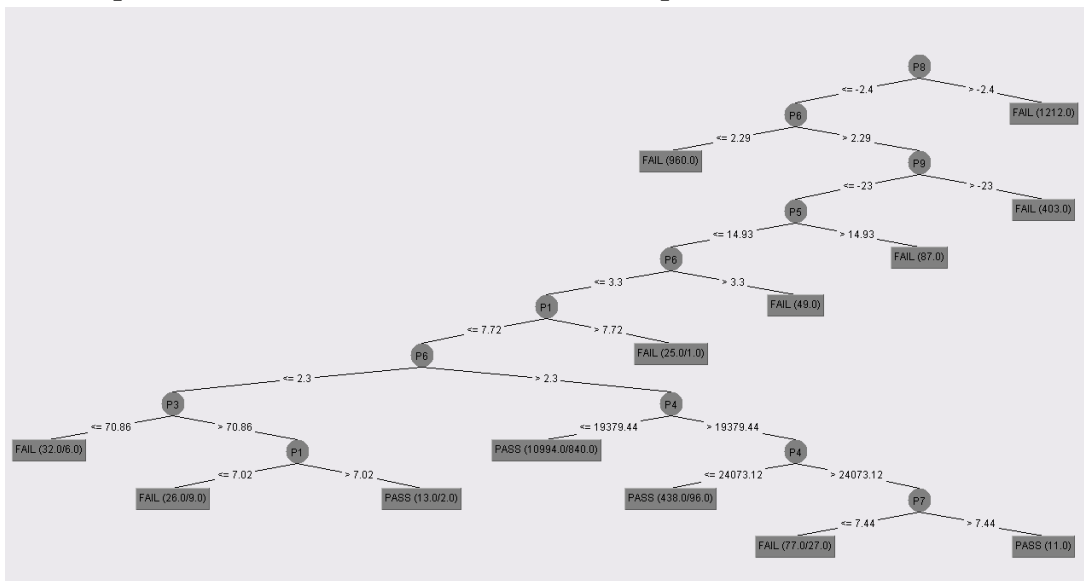 P8
<= -2.4
> -2.4
FAIL (1212.0)
P6
<= 2.29
> 2.29
FAIL (960.0)
P9
<= -23
> -23
FAIL (403.0)
P5
<= 14.93
> 14.93
FAIL (87.0)
P6
<= 3.3
> 3.3
FAIL (49.0)
P1
<= 7.72
> 7.72
FAIL (25.0/1.0)
P6
<= 2.3
> 2.3
P3
P4
<= 70.86
> 70.86
<= 19379.44
> 19379.44
FAIL (32.0/6.0)
P1
PASS (10994.0/840.0)
P4
<= 7.02
> 7.02
<= 24073.12
> 24073.12
FAIL (26.0/9.0)
PASS (13.0/2.0)
PASS (438.0/96.0)
P7
<= 7.44
> 7.44
FAIL (77.0/27.0)
PASS (11.0)